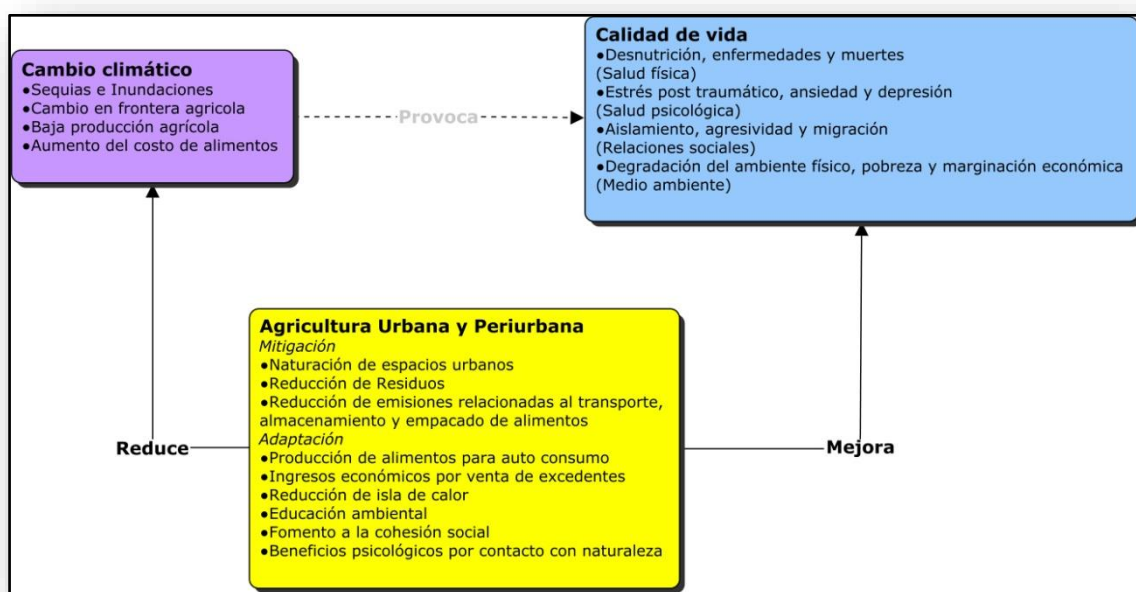 Cambio climático
●Sequias e Inundaciones
●Cambio en frontera agricola
●Baja producción agrícola
●Aumento del costo de alimentos
Provoca
Calidad de vida
●Desnutrición, enfermedades y muertes
(Salud física)
●Estrés post traumático, ansiedad y depresión
(Salud psicológica)
●Aislamiento, agresividad y migración
(Relaciones sociales)
●Degradación del ambiente físico, pobreza y marginación económica
(Medio ambiente)
Reduce
Agricultura Urbana y Periurbana
Mitigación
●Naturación de espacios urbanos
●Reducción de Residuos
●Reducción de emisiones relacionadas al transporte,
almacenamiento y empacado de alimentos
Adaptación
●Producción de alimentos para auto consumo
●Ingresos económicos por venta de excedentes
●Reducción de isla de calor
●Educación ambiental
●Fomento a la cohesión social
●Beneficios psicológicos por contacto con naturaleza
Mejora